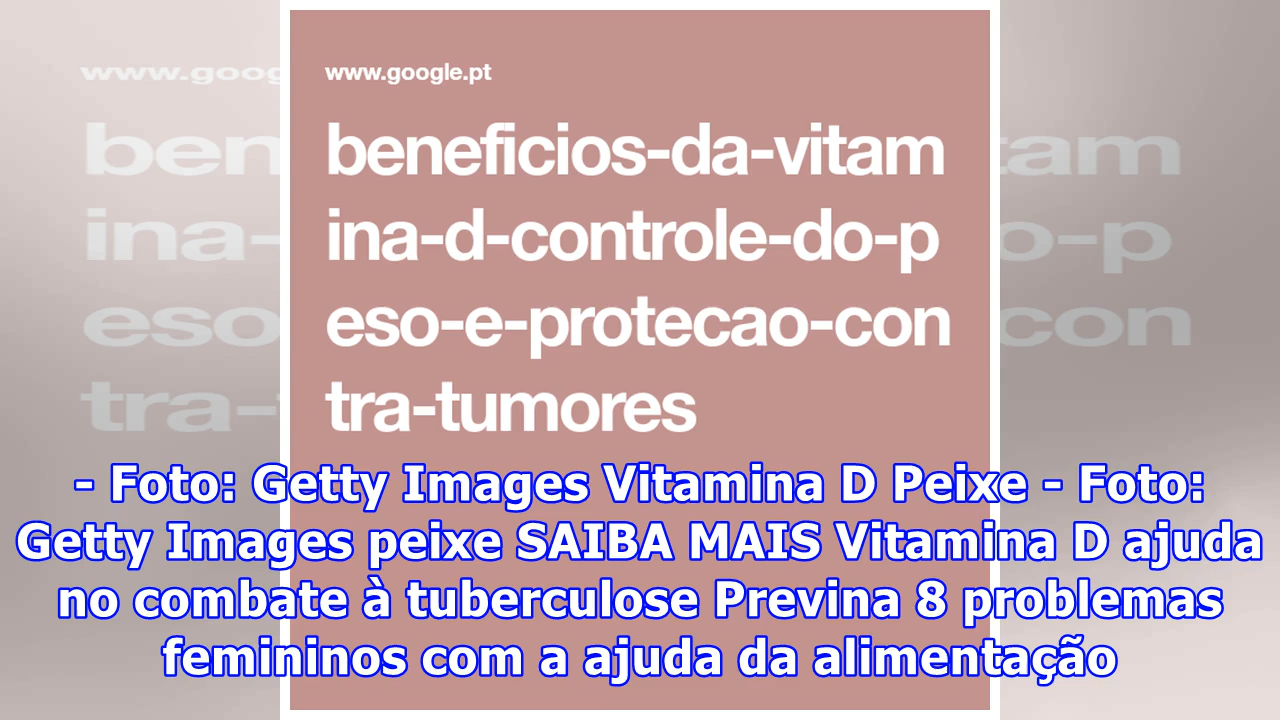 www.google.pt
beneficios-da-vitam
ina-d-controle-do-p
eso-e-protecao-con
tra-tumores
- Foto: Getty Images Vitamina D Peixe - Foto:
Getty Images peixe SAIBA MAIS Vitamina D ajuda
no combate à tuberculose Previna 8 problemas
femininos com a ajuda da alimentação